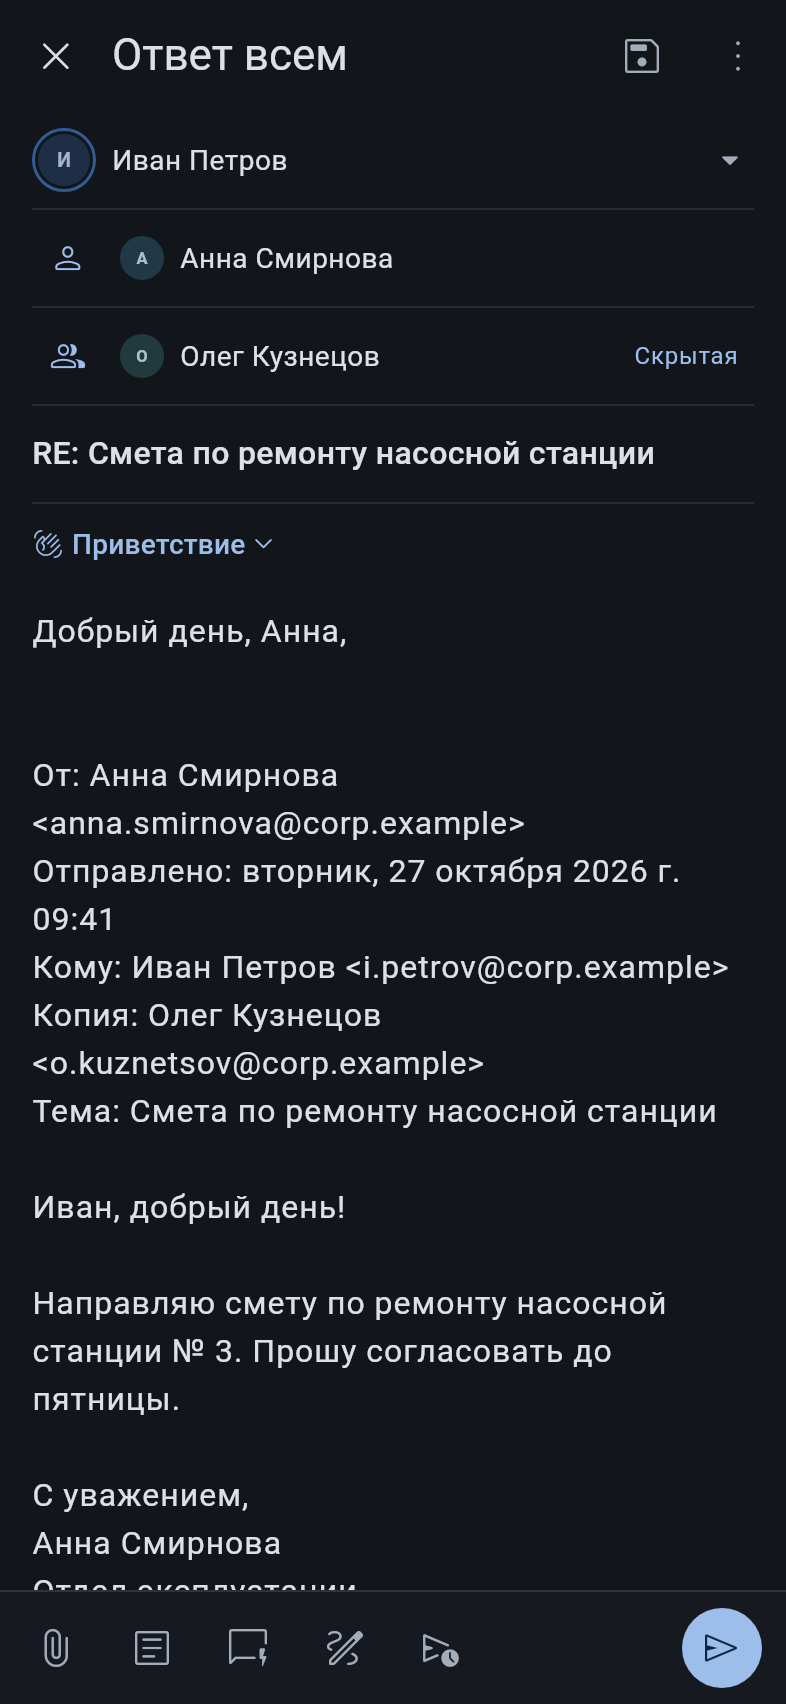 Ответ всем
И
Иван Петров
А
Анна Смирнова
О
Олег Кузнецов
Скрытая
RE: Смета по ремонту насосной станции
Приветствие
Добрый день, Анна,
От: Анна Смирнова
<anna.smirnova@corp.example>
Отправлено: вторник, 27 октября 2026 г.
09:41
Кому: Иван Петров <i.petrov@corp.example>
Копия: Олег Кузнецов
<o.kuznetsov@corp.example>
Тема: Смета по ремонту насосной станции
Иван, добрый день!
Направляю смету по ремонту насосной
станции № 3. Прошу согласовать до
пятницы.
С уважением,
Анна Смирнова
Отдел эксплуатации